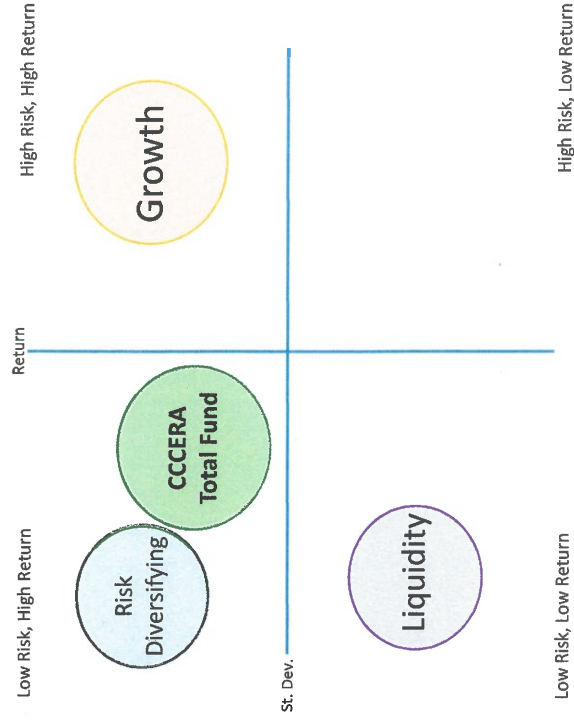 Return
Low Risk, High Return
High Risk, High Return
Risk
Diversifying
CCCERA
Total Fund
Growth
St. Dev.
Liquidity
Low Risk, Low Return
High Risk, Low Return